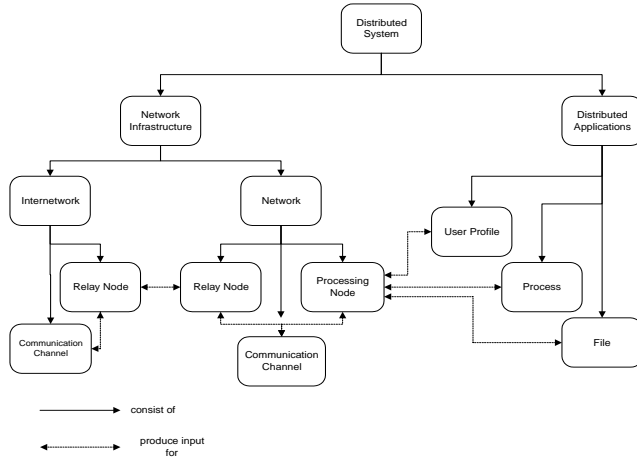 Distributed
System
Network
Infrastructure
Distributed
Applications
Internetwork
Network
User Profile
Relay Node
Relay Node
Processing
Node
Process
Communication
Channel
Communication
Channel
File
consist of
produce input
for